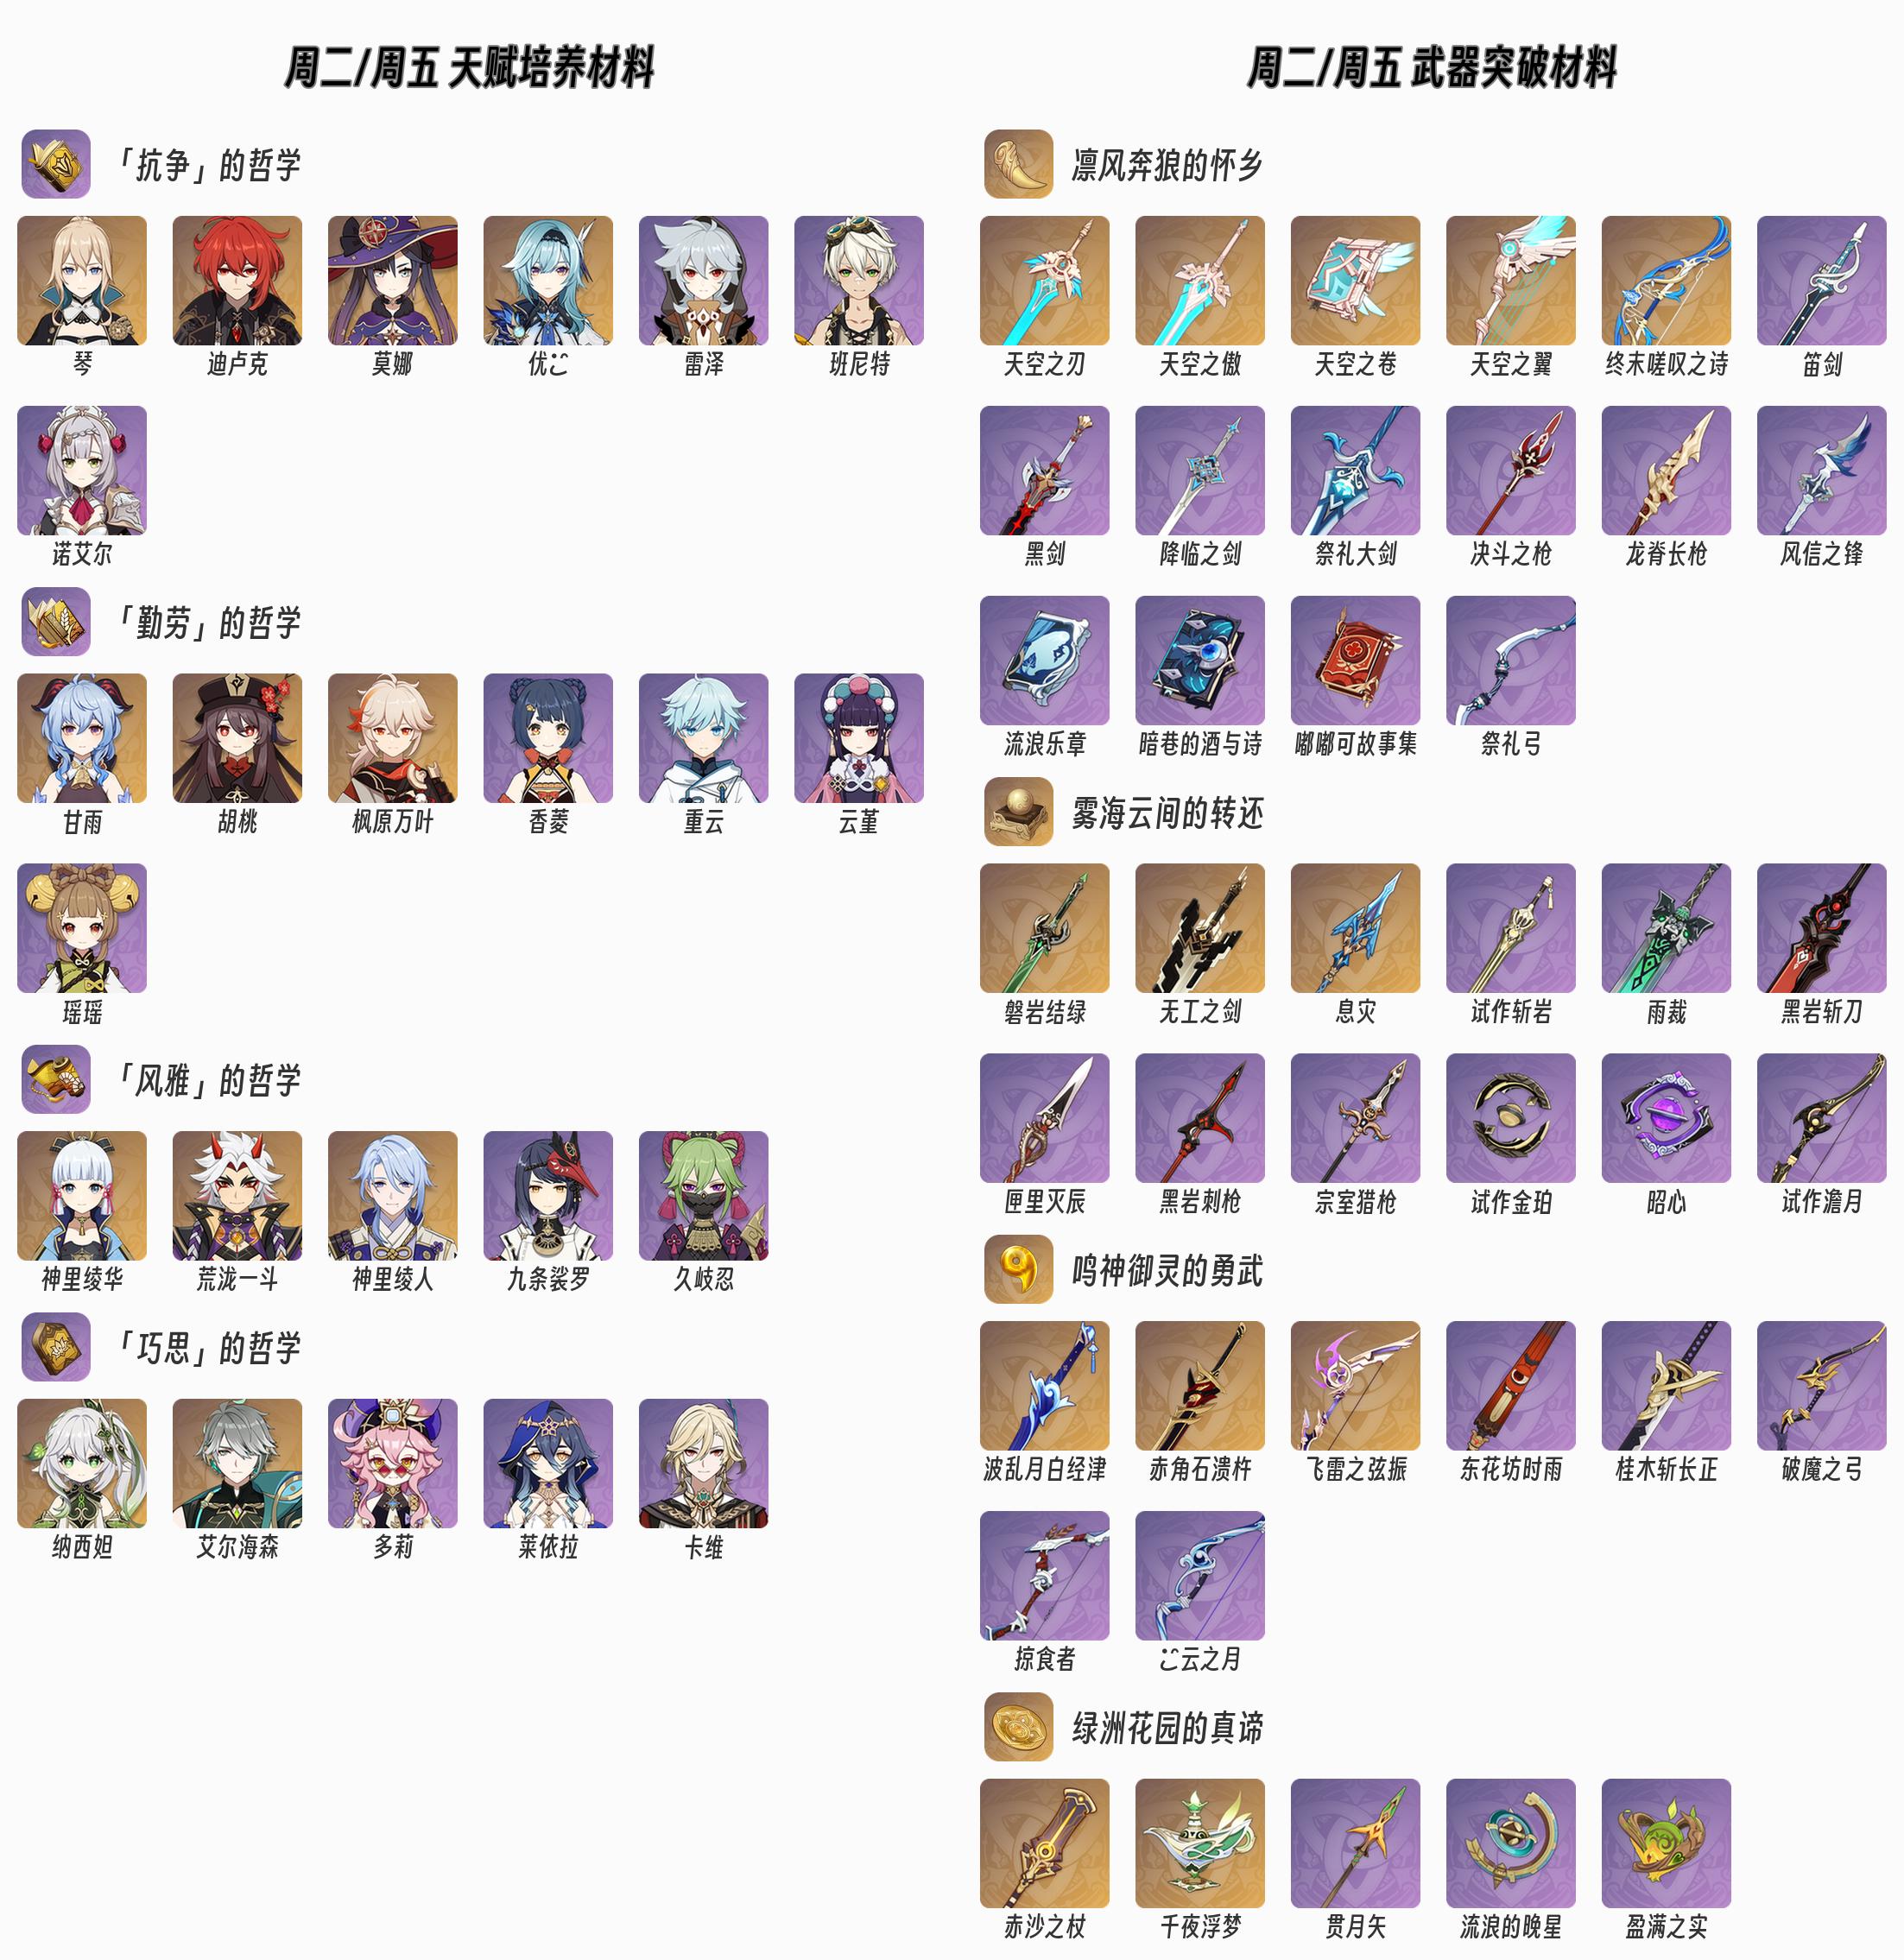 周二/周五 天赋培养材料
「抗争」的哲学
琴 迪卢克 莫娜 优 雷泽 班尼特
诺艾尔
「勤劳」的哲学
甘雨 胡桃 枫原万叶 香菱 重云 云堇
瑶瑶
「风雅」的哲学
神里绫华 荒泷一斗 神里绫人 九条裟罗 久岐忍
「巧思」的哲学
纳西妲 艾尔海森 多莉 莱依拉 卡维
周二/周五 武器突破材料
凛风奔狼的怀乡
天空之刃 天空之傲 天空之卷 天空之翼 终末嗟叹之诗 笛剑
黑剑 降临之剑 祭礼大剑 决斗之枪 龙脊长枪 风信之锋
流浪乐章 暗巷的酒与诗 嘟嘟可故事集 祭礼弓
雾海云间的转还
磐岩结绿 无工之剑 息灾 试作斩岩 雨裁 黑岩斩刀
匣里灭辰 黑岩刺枪 宗室猎枪 试作金珀 昭心 试作澹月
鸣神御灵的勇武
波乱月白经津 赤角石溃杵 飞雷之弦振 东花坊时雨 桂木斩长正 破魔之弓
掠食者 云之月
绿洲花园的真谛
赤沙之杖 千夜浮梦 贯月矢 流浪的晚星 盈满之实